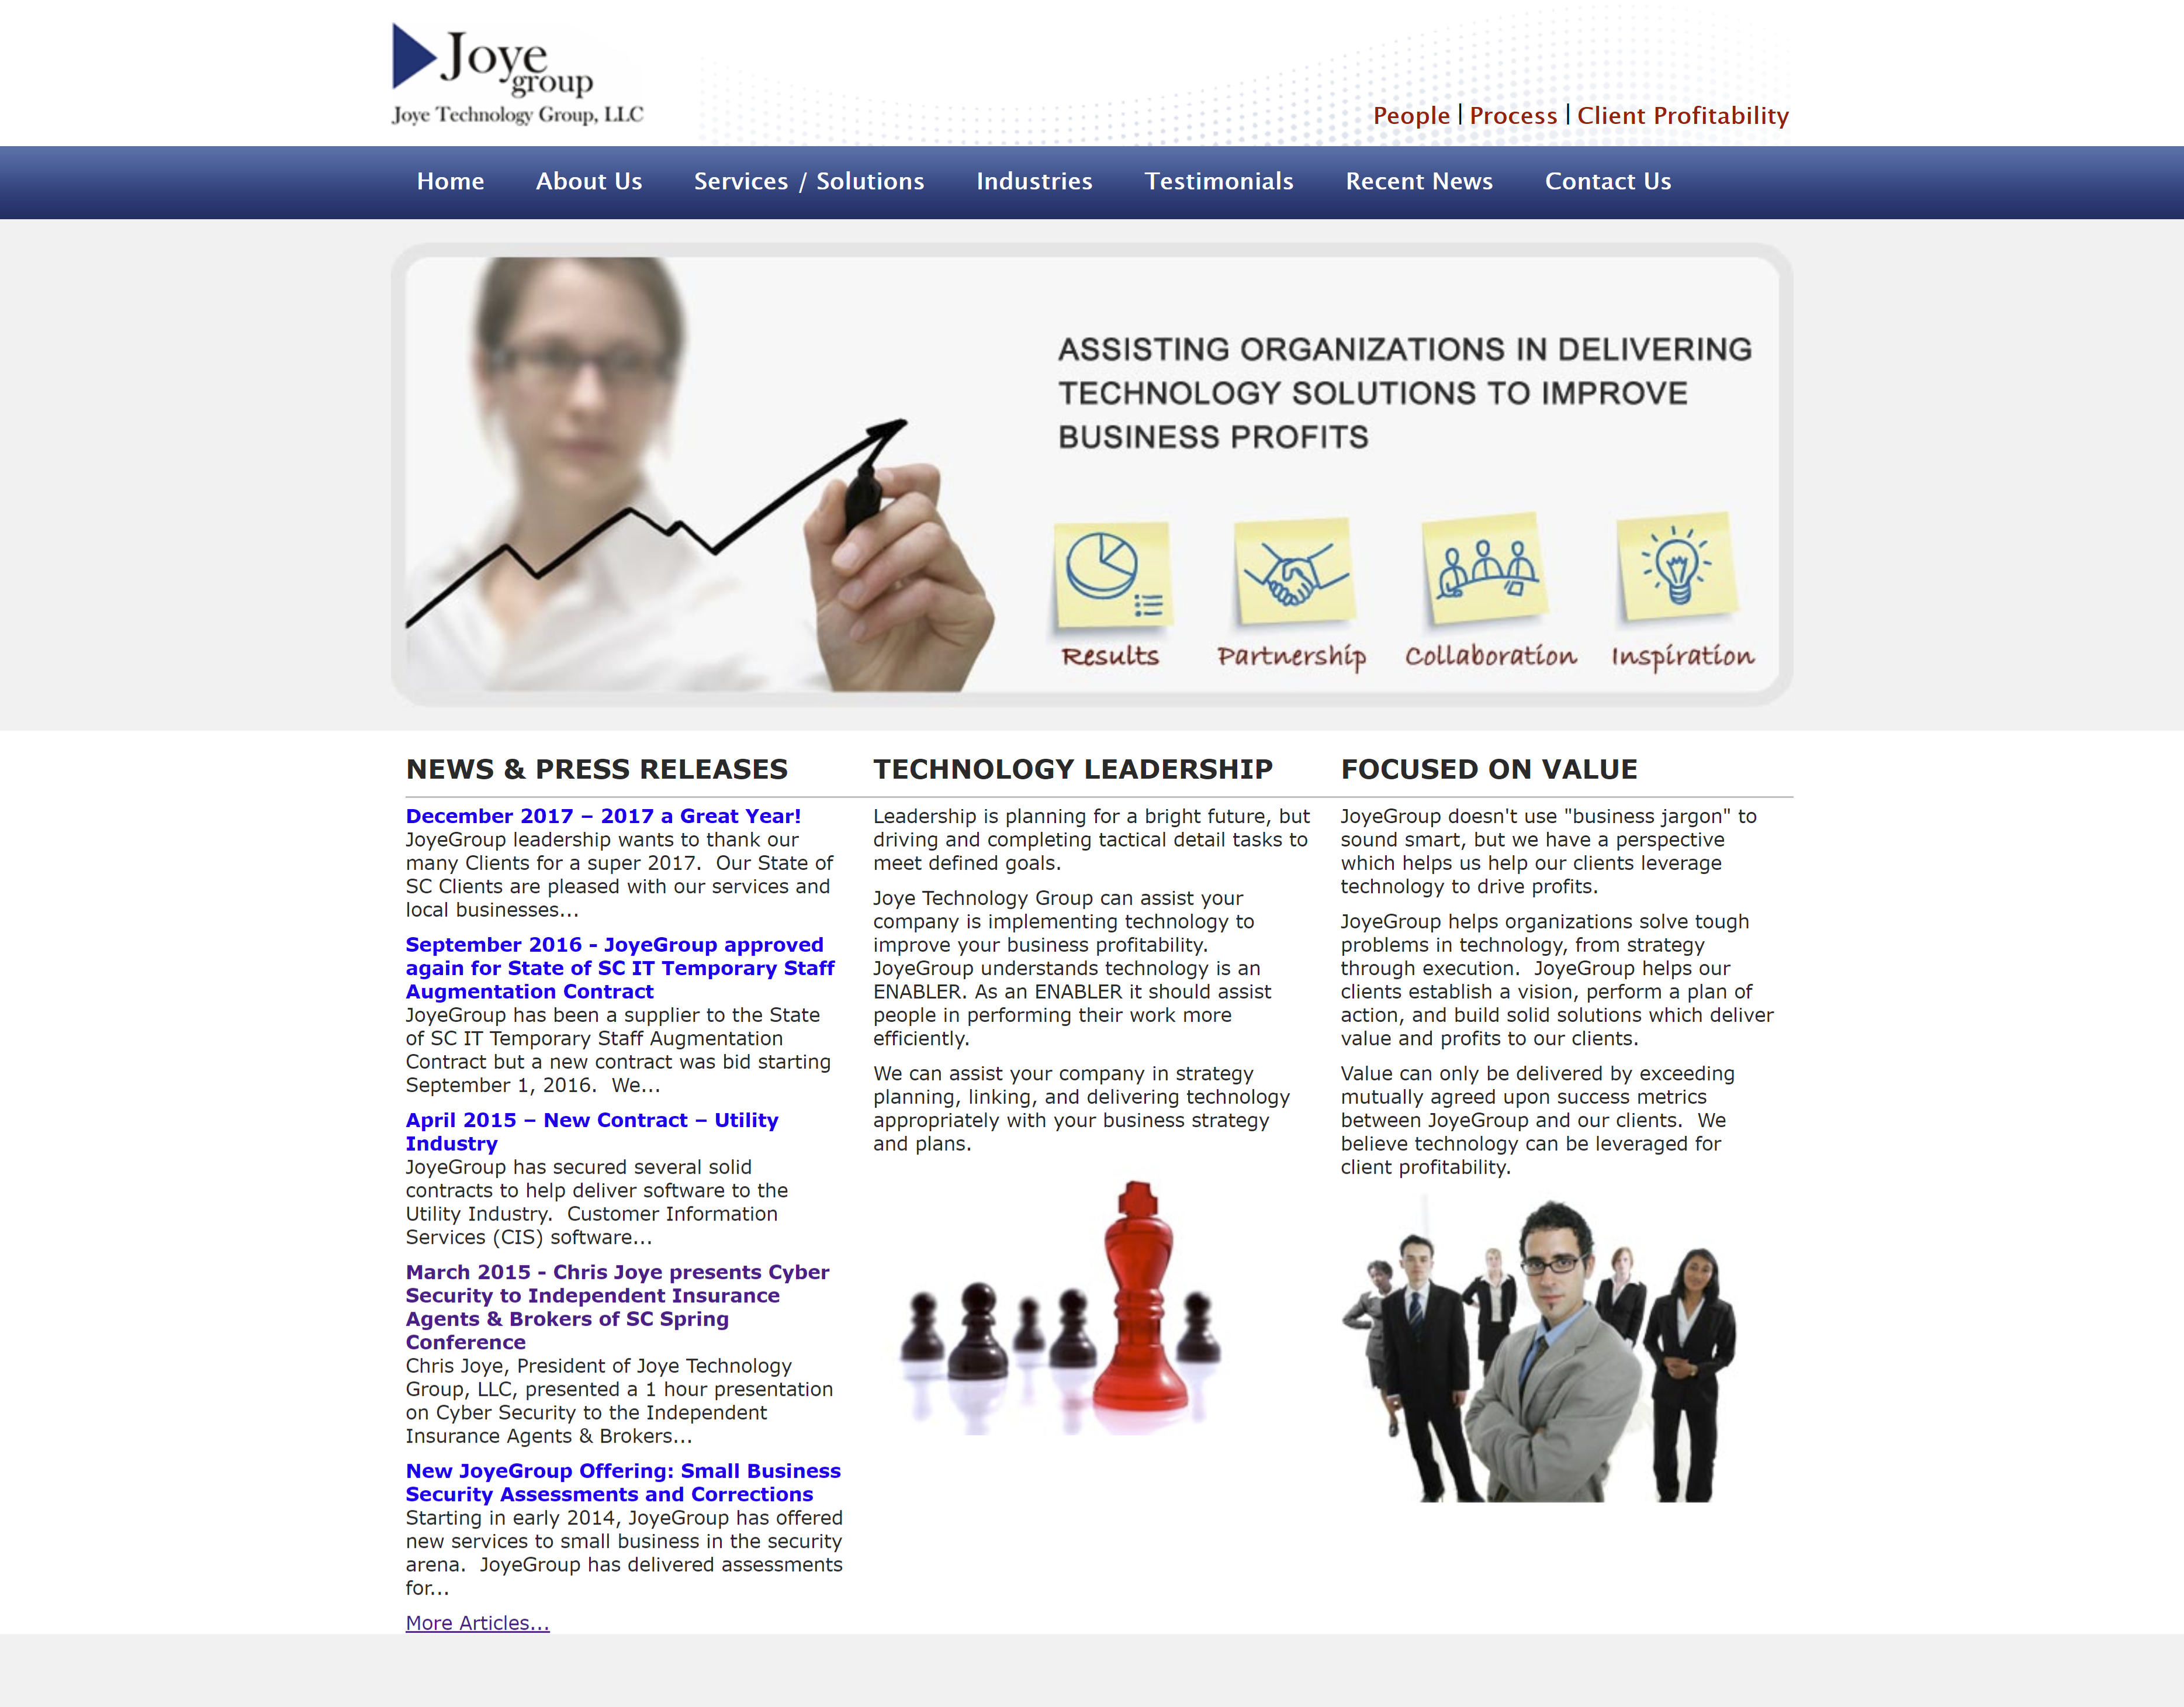 Joye
group
Joye Technology Group, LLC
People | Process | Client Profitability
Home About Us Services / Solutions Industries Testimonials Recent News Contact Us
ASSISTING ORGANIZATIONS IN DELIVERING
TECHNOLOGY SOLUTIONS TO IMPROVE
BUSINESS PROFITS
Results Partnership Collaboration Inspiration
NEWS & PRESS RELEASES
December 2017 – 2017 a Great Year!
JoyeGroup leadership wants to thank our
many Clients for a super 2017.  Our State of
SC Clients are pleased with our services and
local businesses...
September 2016 - JoyeGroup approved
again for State of SC IT Temporary Staff
Augmentation Contract
JoyeGroup has been a supplier to the State
of SC IT Temporary Staff Augmentation
Contract but a new contract was bid starting
September 1, 2016.  We...
April 2015 – New Contract – Utility
Industry
JoyeGroup has secured several solid
contracts to help deliver software to the
Utility Industry.  Customer Information
Services (CIS) software...
March 2015 - Chris Joye presents Cyber
Security to Independent Insurance
Agents & Brokers of SC Spring
Conference
Chris Joye, President of Joye Technology
Group, LLC, presented a 1 hour presentation
on Cyber Security to the Independent
Insurance Agents & Brokers...
New JoyeGroup Offering: Small Business
Security Assessments and Corrections
Starting in early 2014, JoyeGroup has offered
new services to small business in the security
arena.  JoyeGroup has delivered assessments
for...
More Articles...
TECHNOLOGY LEADERSHIP
Leadership is planning for a bright future, but
driving and completing tactical detail tasks to
meet defined goals.
Joye Technology Group can assist your
company is implementing technology to
improve your business profitability.
JoyeGroup understands technology is an
ENABLER. As an ENABLER it should assist
people in performing their work more
efficiently.
We can assist your company in strategy
planning, linking, and delivering technology
appropriately with your business strategy
and plans.
FOCUSED ON VALUE
JoyeGroup doesn't use "business jargon" to
sound smart, but we have a perspective
which helps us help our clients leverage
technology to drive profits.
JoyeGroup helps organizations solve tough
problems in technology, from strategy
through execution.  JoyeGroup helps our
clients establish a vision, perform a plan of
action, and build solid solutions which deliver
value and profits to our clients.
Value can only be delivered by exceeding
mutually agreed upon success metrics
between JoyeGroup and our clients.  We
believe technology can be leveraged for
client profitability.